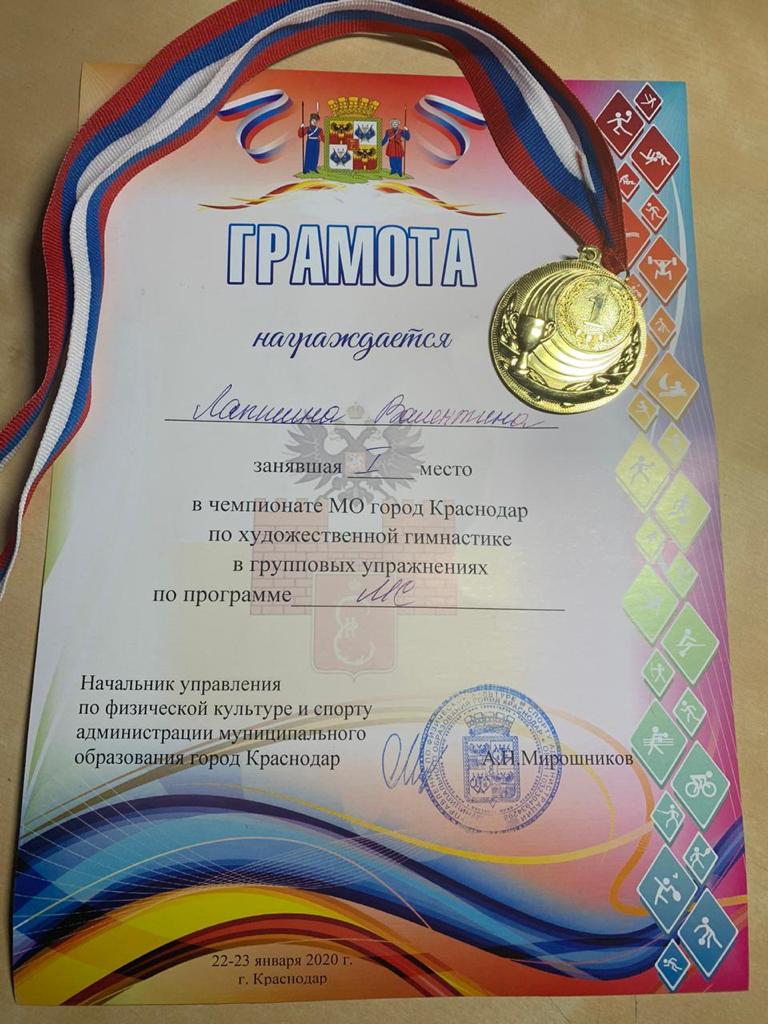 ГРАМОТА
1
награждается
Лапшина Валентина
занявшая I место
в чемпионате МО город Краснодар
по художественной гимнастике
в групповых упражнениях
по программе МС
Начальник управления
по физической культуре и спорту
администрации муниципального
образования город Краснодар
А.Н.Мирошников
22-23 января 2020 г.
г. Краснодар